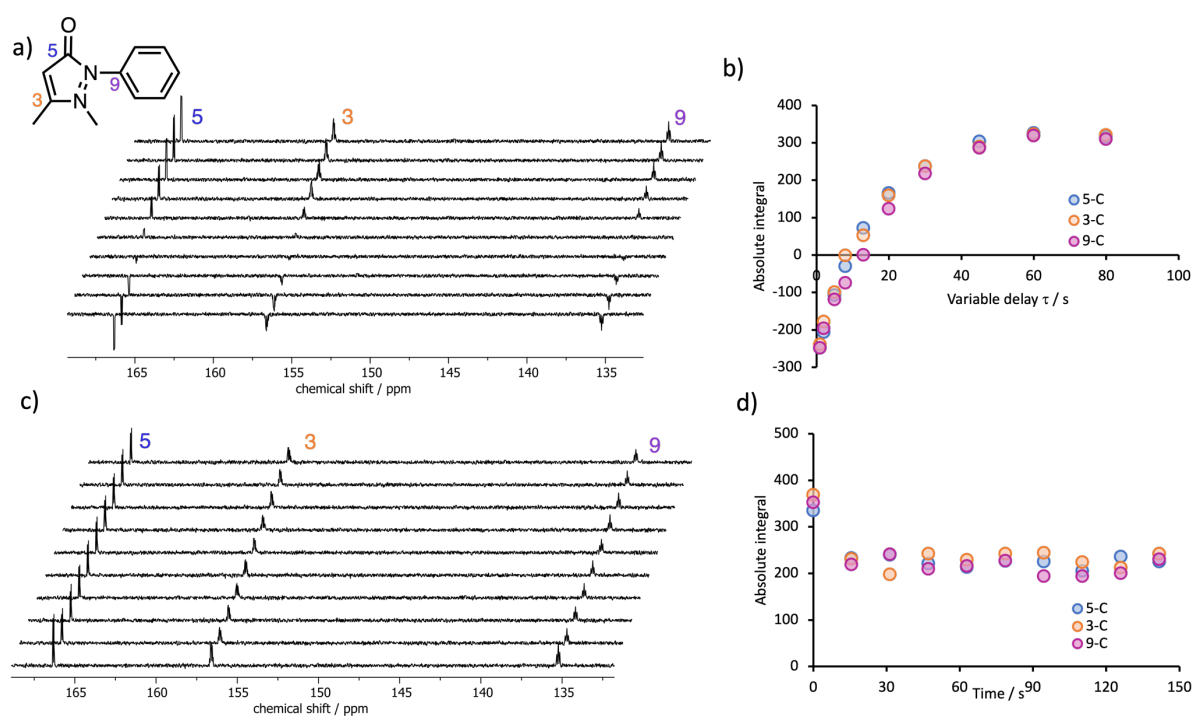 a)
O
5
N
9
3
N
5
3
9
165
160
155
150
145
140
135
chemical shift / ppm
b)
400
300
200
100
0
-100
-200
-300
Absolute integral
0
20
40
60
80
100
Variable delay τ / s
5-C
3-C
9-C
c)
5
3
9
165
160
155
150
145
140
135
chemical shift / ppm
d)
500
400
300
200
100
0
Absolute integral
5-C
3-C
9-C
0
30
60
90
120
150
Time / s